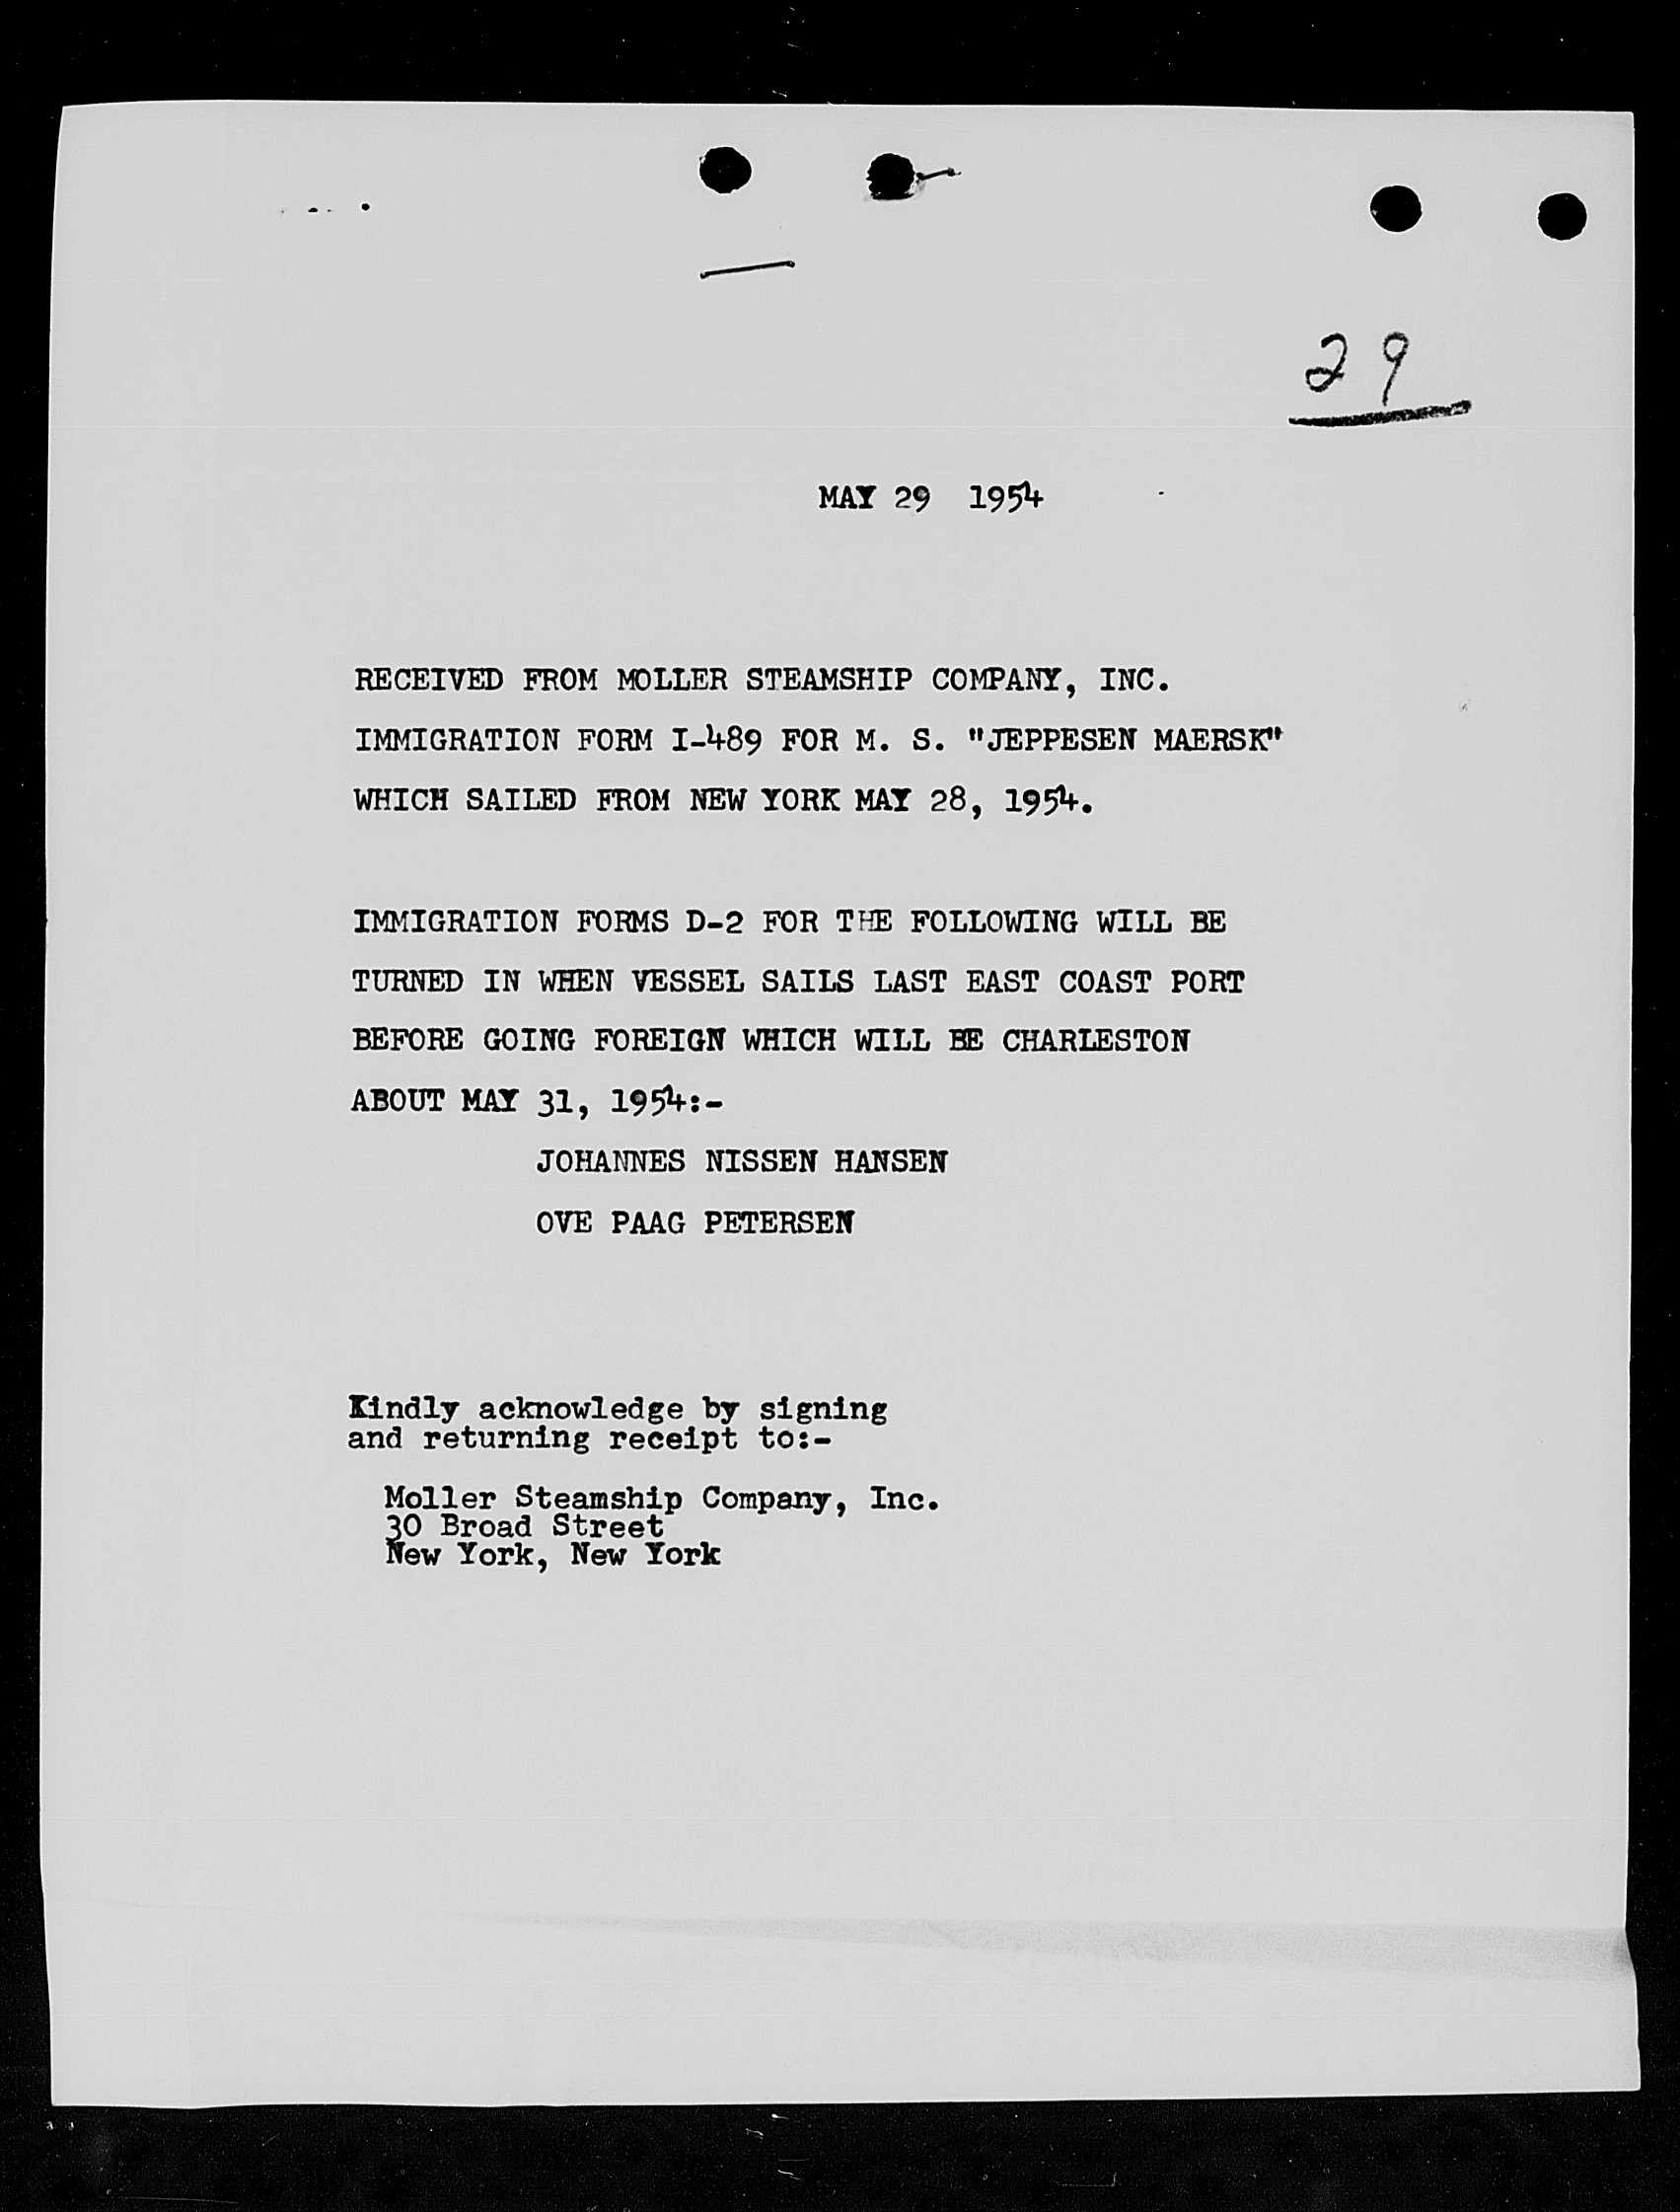 29
MAY 29 1954
RECEIVED FROM MOLLER STEAMSHIP COMPANY, INC.
IMMIGRATION FORM I-489 FOR M. S. "JEPPESEN MAERSK"
WHICH SAILED FROM NEW YORK MAY 28, 1954.
IMMIGRATION FORMS D-2 FOR THE FOLLOWING WILL BE
TURNED IN WHEN VESSEL SAILS LAST EAST COAST PORT
BEFORE GOING FOREIGN WHICH WILL BE CHARLESTON
ABOUT MAY 31, 1954:-
JOHANNES NISSEN HANSEN
OVE PAAG PETERSEN
Kindly acknowledge by signing
and returning receipt to:-
Moller Steamship Company, Inc.
30 Broad Street
New York, New York